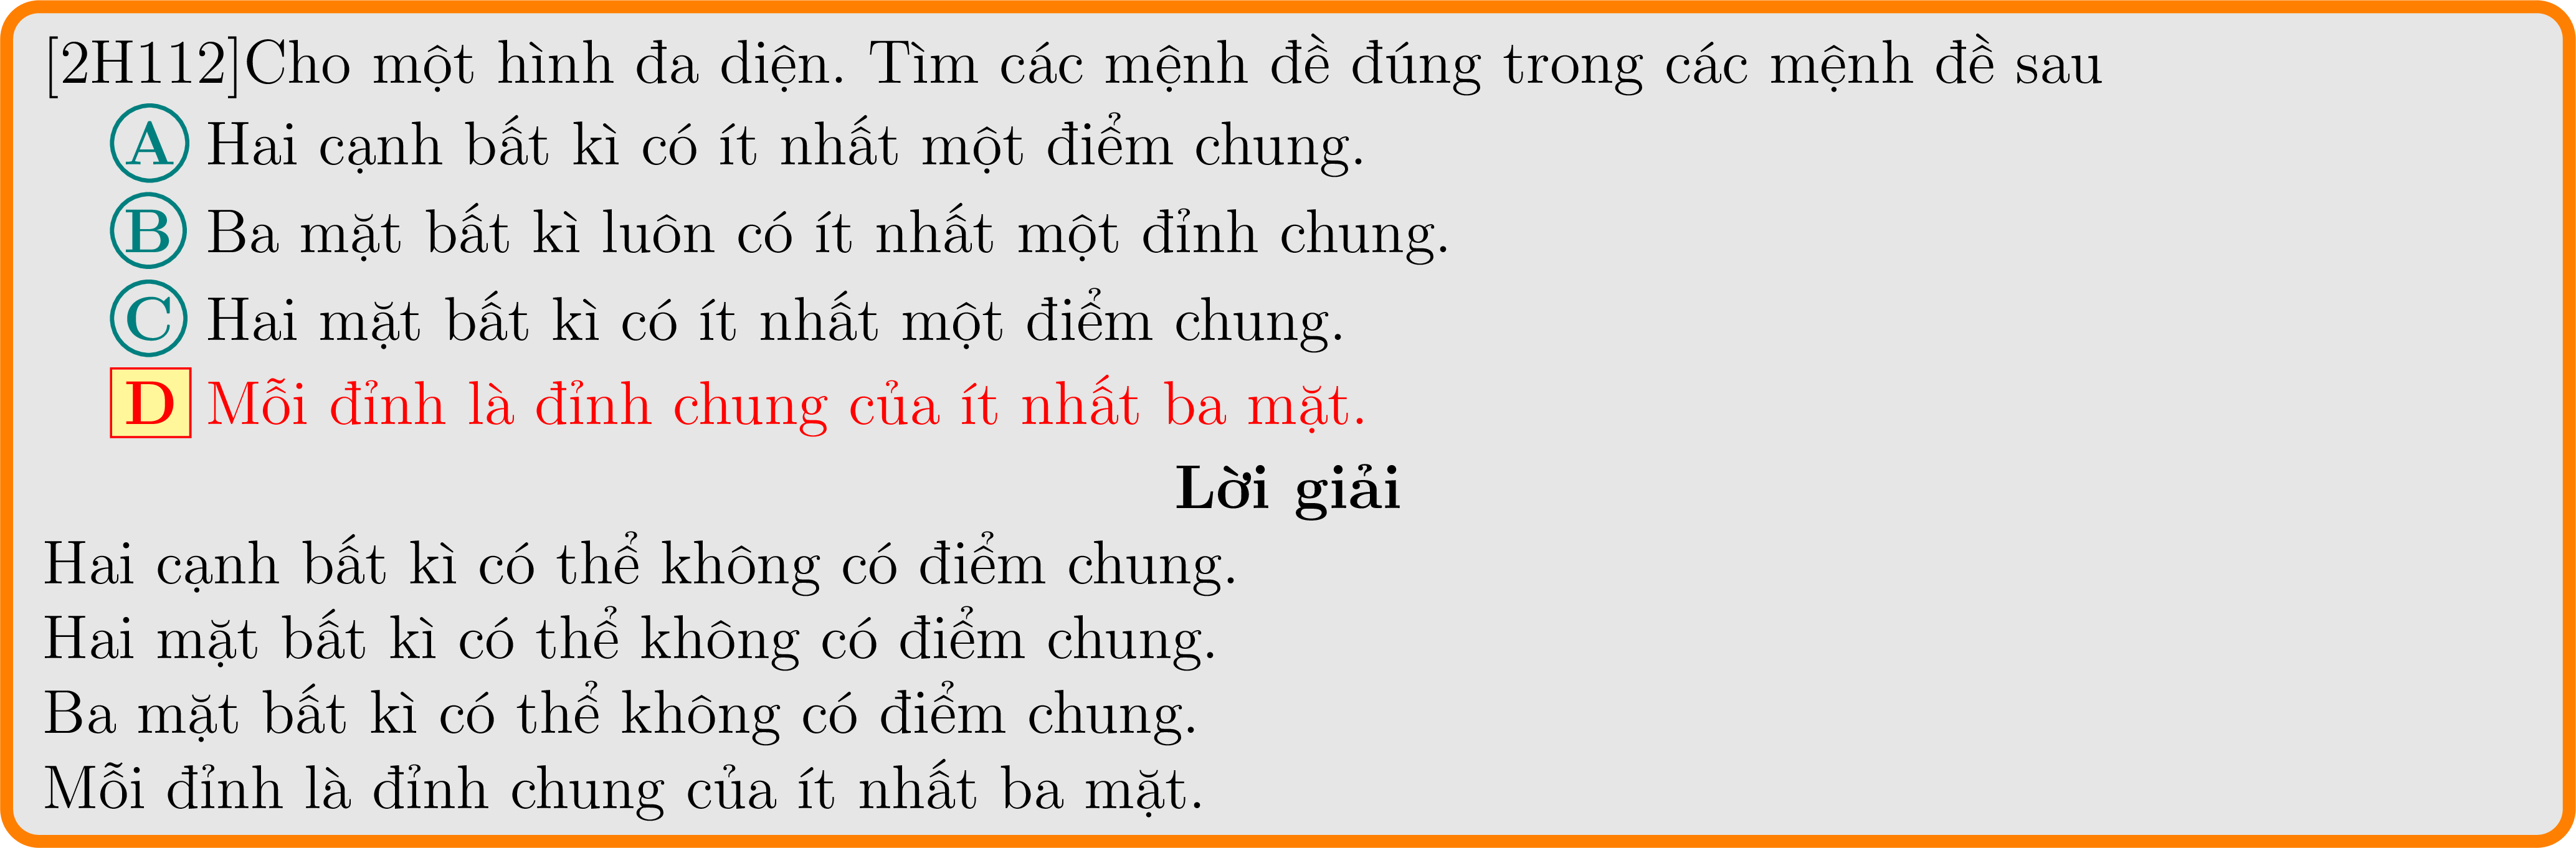 [2H112]Cho một hình đa diện. Tìm các mệnh đề đúng trong các mệnh đề sau
A Hai cạnh bất kì có ít nhất một điểm chung.
B Ba mặt bất kì luôn có ít nhất một đỉnh chung.
C Hai mặt bất kì có ít nhất một điểm chung.
D Mỗi đỉnh là đỉnh chung của ít nhất ba mặt.
Lời giải
Hai cạnh bất kì có thể không có điểm chung.
Hai mặt bất kì có thể không có điểm chung.
Ba mặt bất kì có thể không có điểm chung.
Mỗi đỉnh là đỉnh chung của ít nhất ba mặt.